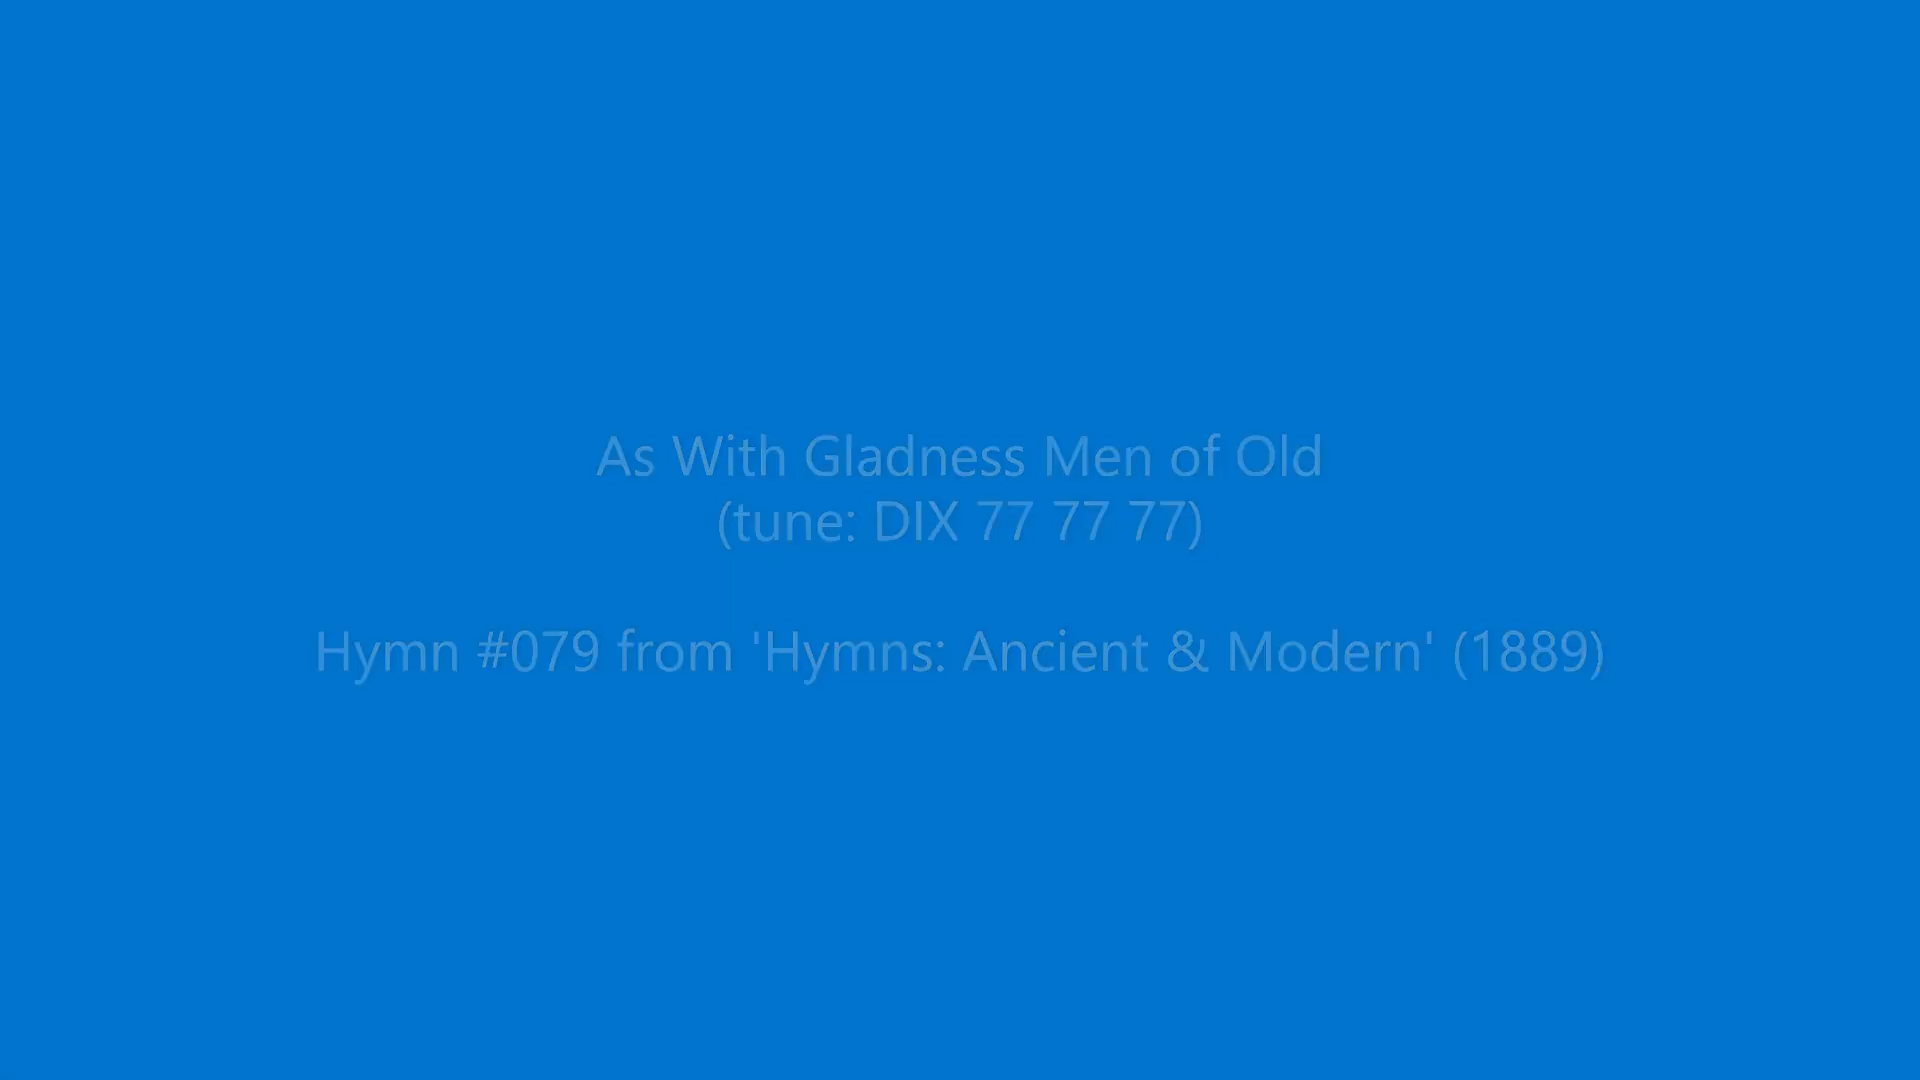 As With Gladness Men of Old
(tune: DIX 77 77 77)
Hymn #079 from 'Hymns: Ancient & Modern' (1889)